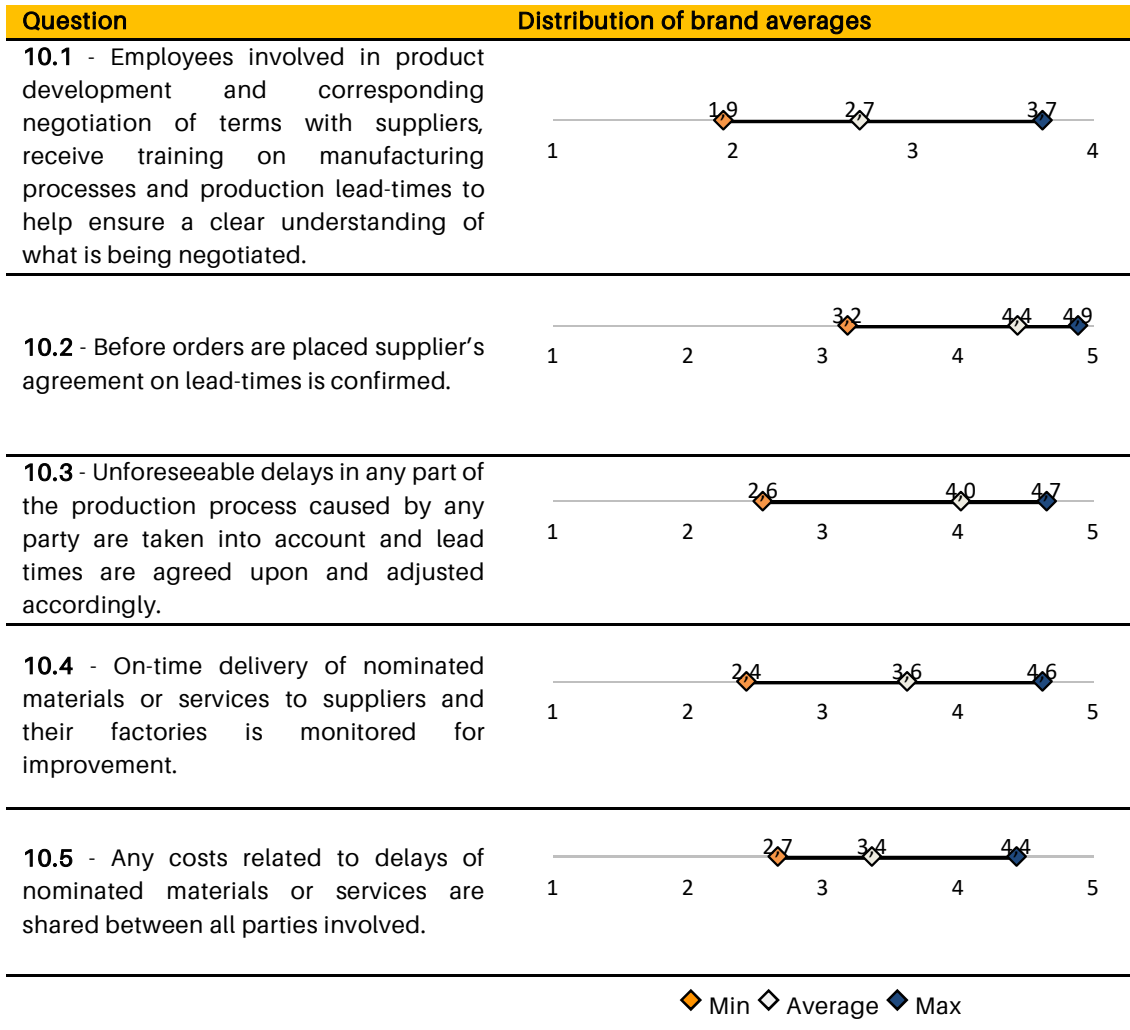 Question Distribution of brand averages
10.1 - Employees involved in product
development and corresponding
negotiation of terms with suppliers,
receive training on manufacturing
processes and production lead-times to
help ensure a clear understanding of
what is being negotiated.
1,9 2,7 3,7
1 2 3 4
10.2 - Before orders are placed supplier's
agreement on lead-times is confirmed.
3,2 4,4 4,9
1 2 3 4 5
10.3 - Unforeseeable delays in any part of
the production process caused by any
party are taken into account and lead
times are agreed upon and adjusted
accordingly.
2,6 4,0 4,7
1 2 3 4 5
10.4 - On-time delivery of nominated
materials or services to suppliers and
their factories is monitored for
improvement.
2,4 3,6 4,6
1 2 3 4 5
10.5 - Any costs related to delays of
nominated materials or services are
shared between all parties involved.
2,7 3,4 4,4
1 2 3 4 5
Min Average Max